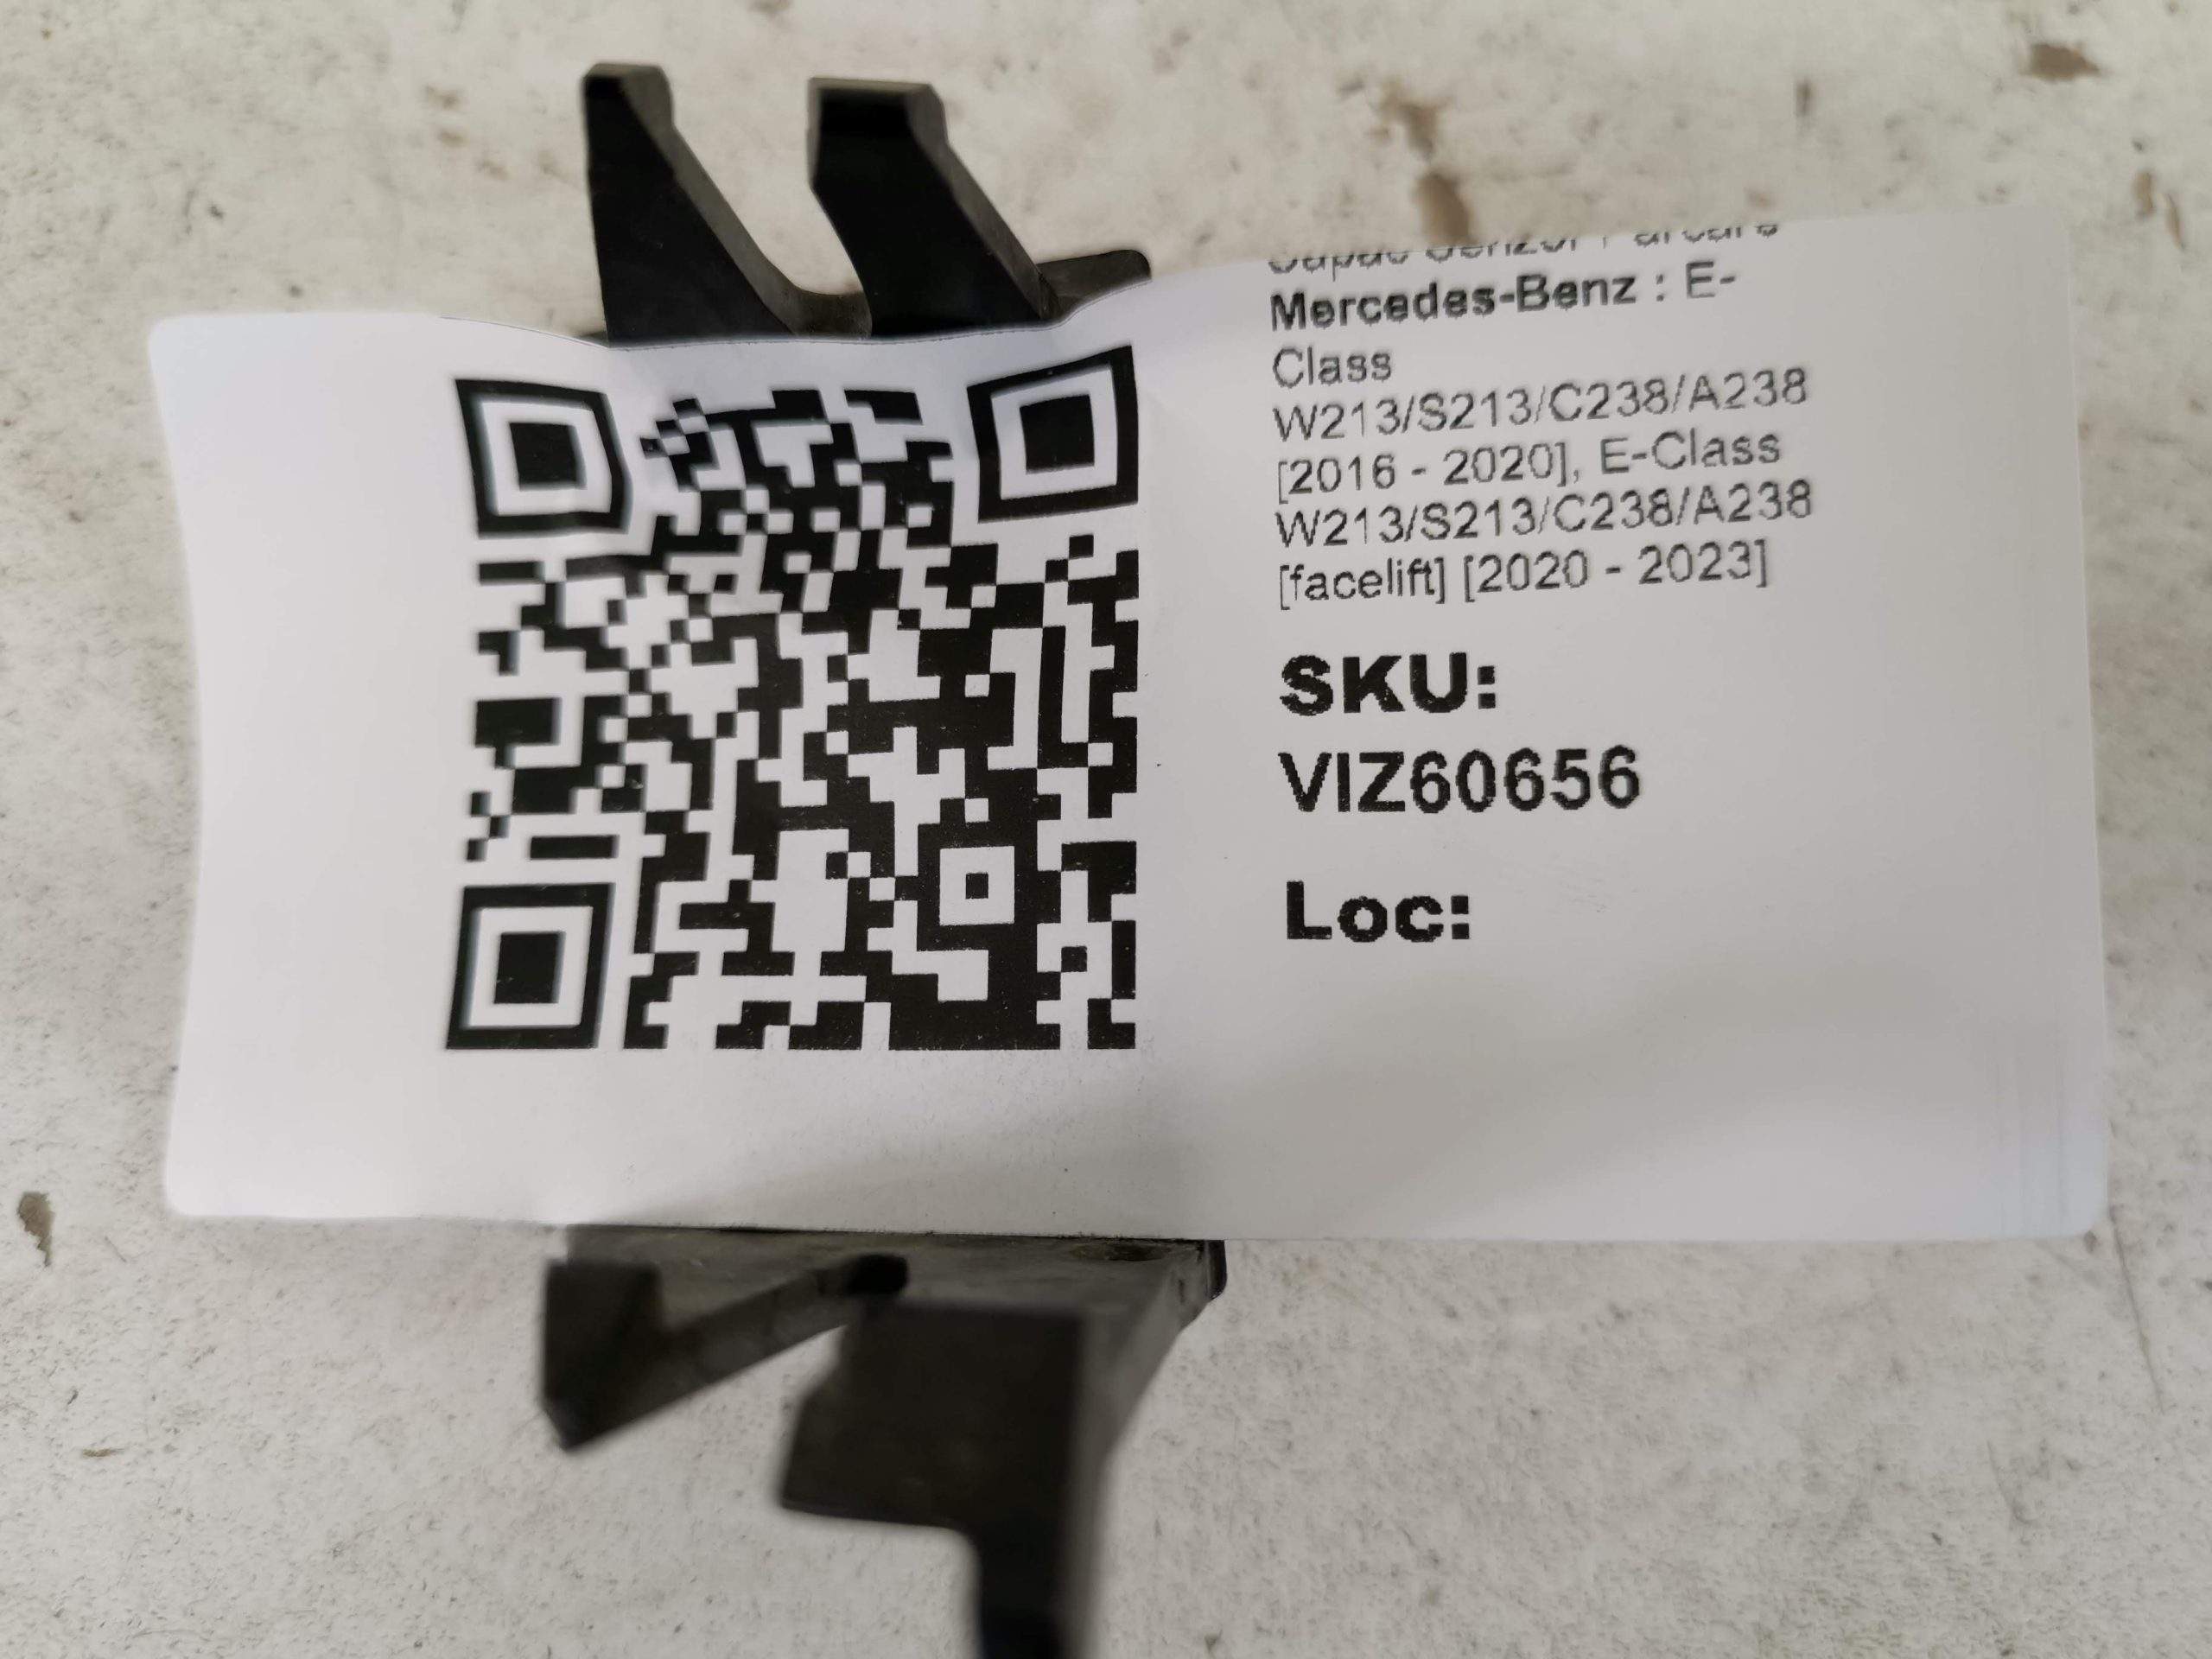 Mercedes-Benz : E-
Class
W213/S213/C238/A238
[2016 - 2020], E-Class
W213/S213/C238/A238
[facelift] [2020 - 2023]
SKU:
VIZ60656
Loc: